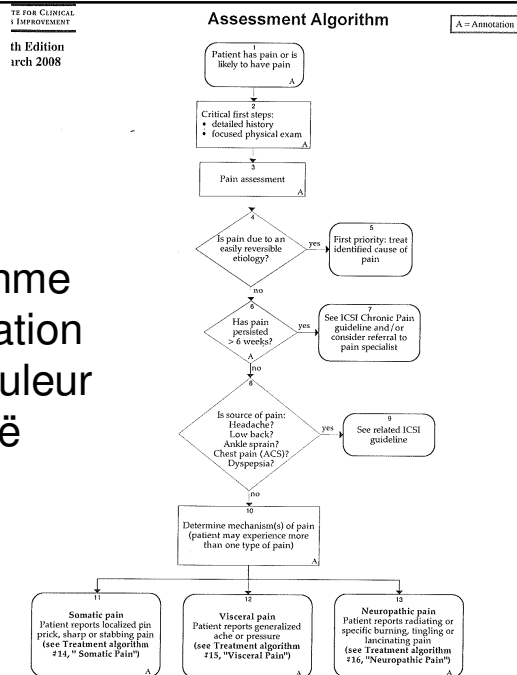 TE FOR CLINICAL
S IMPROVEMENT
th Edition
arch 2008
Assessment Algorithm
A = Annotation
1
Patient has pain or is
likely to have pain
A
2
Critical first steps:
• detailed history
• focused physical exam
A
3
Pain assessment
A
4
Is pain due to an
easily reversible
etiology?
yes
5
First priority: treat
identified cause of
pain
no
6
Has pain
persisted
> 6 weeks?
A
yes
7
See ICSI Chronic Pain
guideline and/or
consider referral to
pain specialist
no
8
Is source of pain:
Headache?
Low back?
Ankle sprain?
Chest pain (ACS)?
Dyspepsia?
yes
9
See related ICSI
guideline
no
10
Determine mechanism(s) of pain
(patient may experience more
than one type of pain)
A
11
Somatic pain
Patient reports localized pin
prick, sharp or stabbing pain
(see Treatment algorithm
#14, " Somatic Pain")
A
12
Visceral pain
Patient reports generalized
ache or pressure
(see Treatment algorithm
#15, "Visceral Pain")
A
13
Neuropathic pain
Patient reports radiating or
specific burning, tingling or
lancinating pain
(see Treatment algorithm
#16, "Neuropathic Pain")
A
mme
ation
uleur
ë